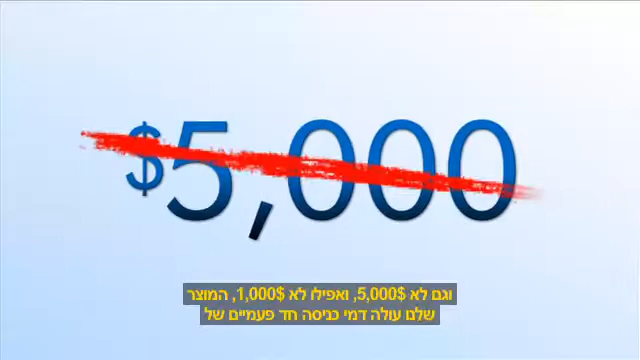 $5,000
וגם לא 5,000$, ואפילו לא 1,000$, המוצר
שלנו עולה דמי כניסה חד פעמיים של